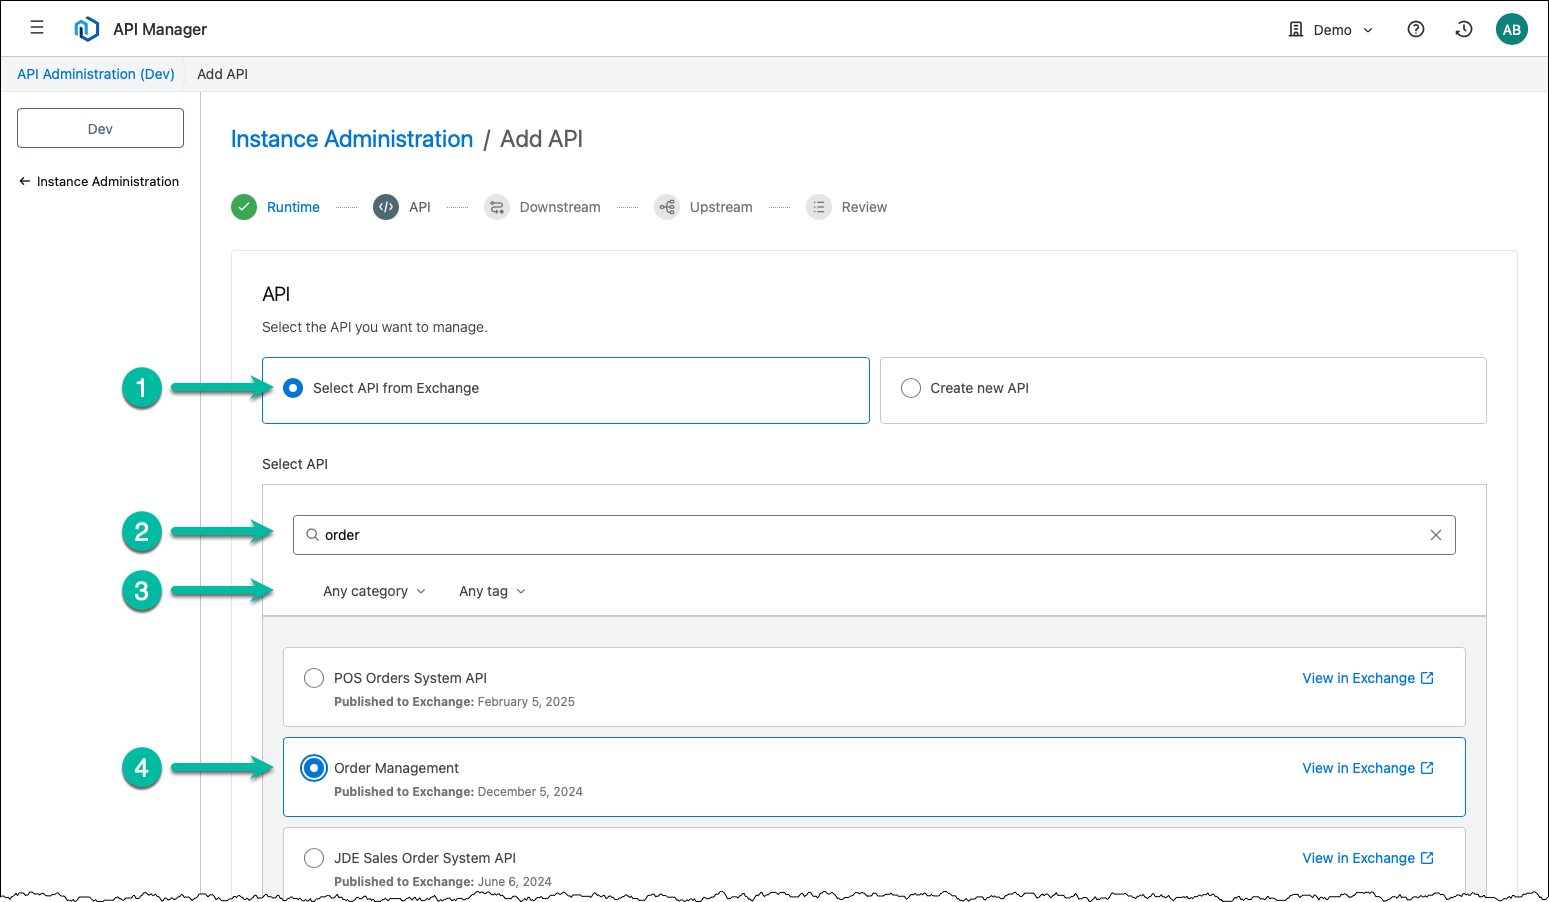 API Manager
Demo
AB
API Administration (Dev)
Add API
Dev
Instance Administration
Instance Administration / Add API
Runtime
API
Downstream
Upstream
Review
API
Select the API you want to manage.
1
Select API from Exchange
Create new API
Select API
2
order
3
Any category
Any tag
POS Orders System API
View in Exchange
Published to Exchange: February 5, 2025
4
Order Management
View in Exchange
Published to Exchange: December 5, 2024
JDE Sales Order System API
View in Exchange
Published to Exchange: June 6, 2024